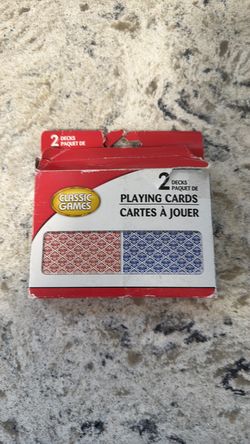 2 DECKS
PAQUET DE
CLASSIC
GAMES
2 DECKS
PAQUET DE
PLAYING CARDS
CARTES À JOUER